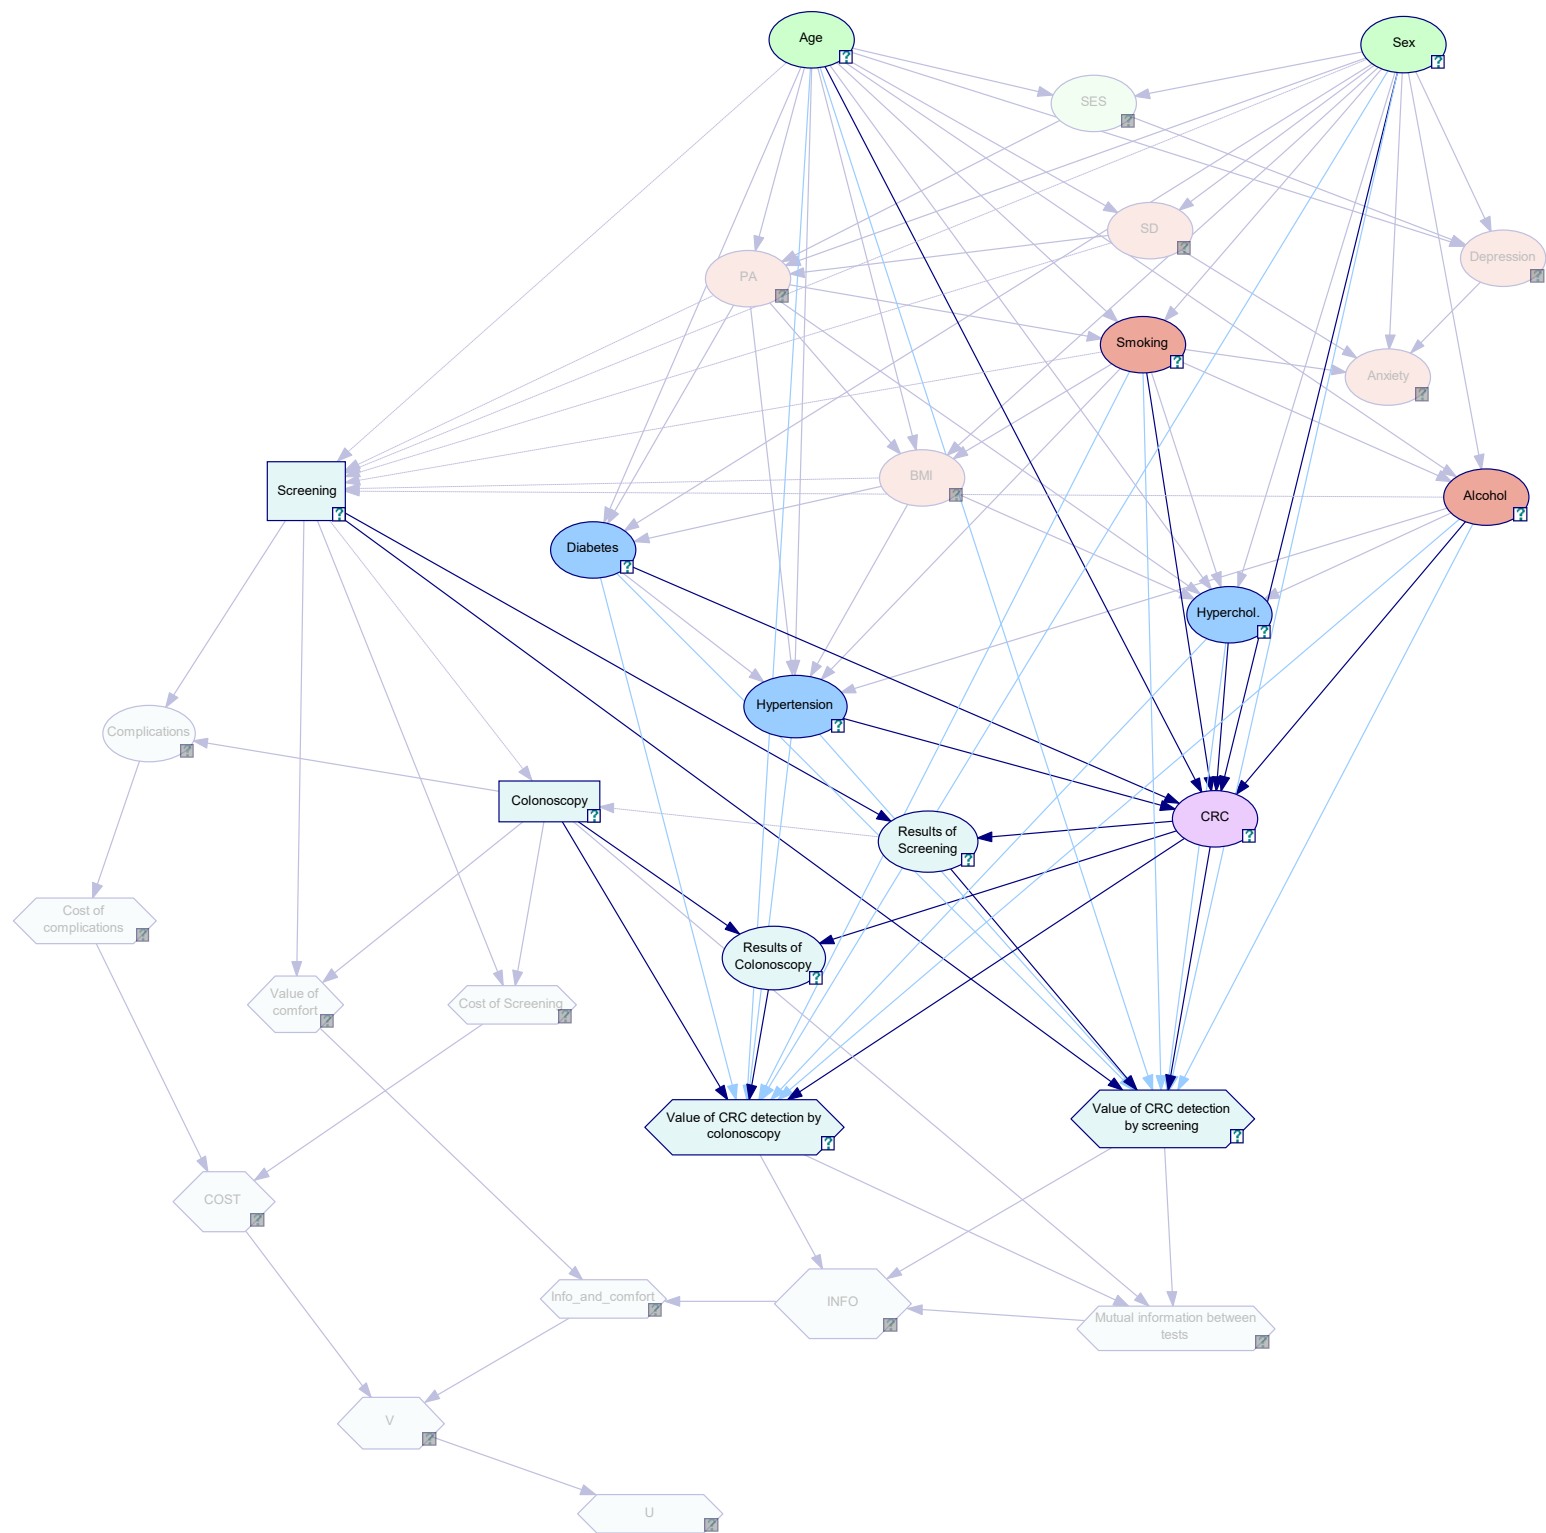 Age
Sex
SES
SD
Depression
PA
Smoking
Anxiety
BMI
Screening
Alcohol
Diabetes
Hyperchol.
Hypertension
Complications
Colonoscopy
CRC
Results of
Screening
Cost of
complications
Results of
Colonoscopy
Value of
comfort
Cost of Screening
Value of CRC detection by
colonoscopy
Value of CRC detection
by screening
COST
Info_and_comfort
INFO
Mutual information between
tests
V
U